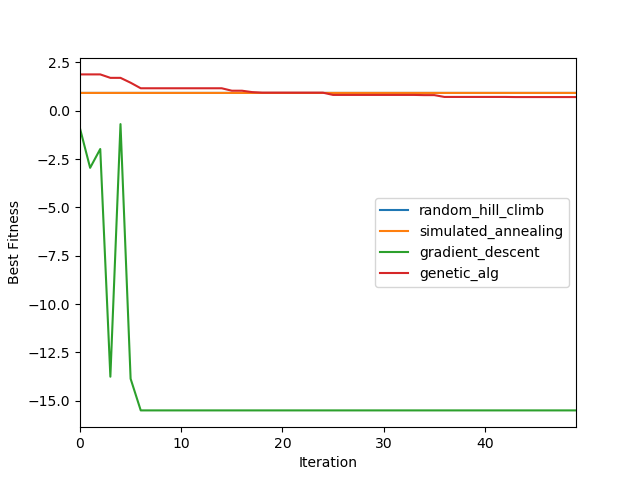 2.5
0.0
−2.5
−5.0
−7.5
−10.0
−12.5
−15.0
Best Fitness
random_hill_climb
simulated_annealing
gradient_descent
genetic_alg
0 10 20 30 40
Iteration